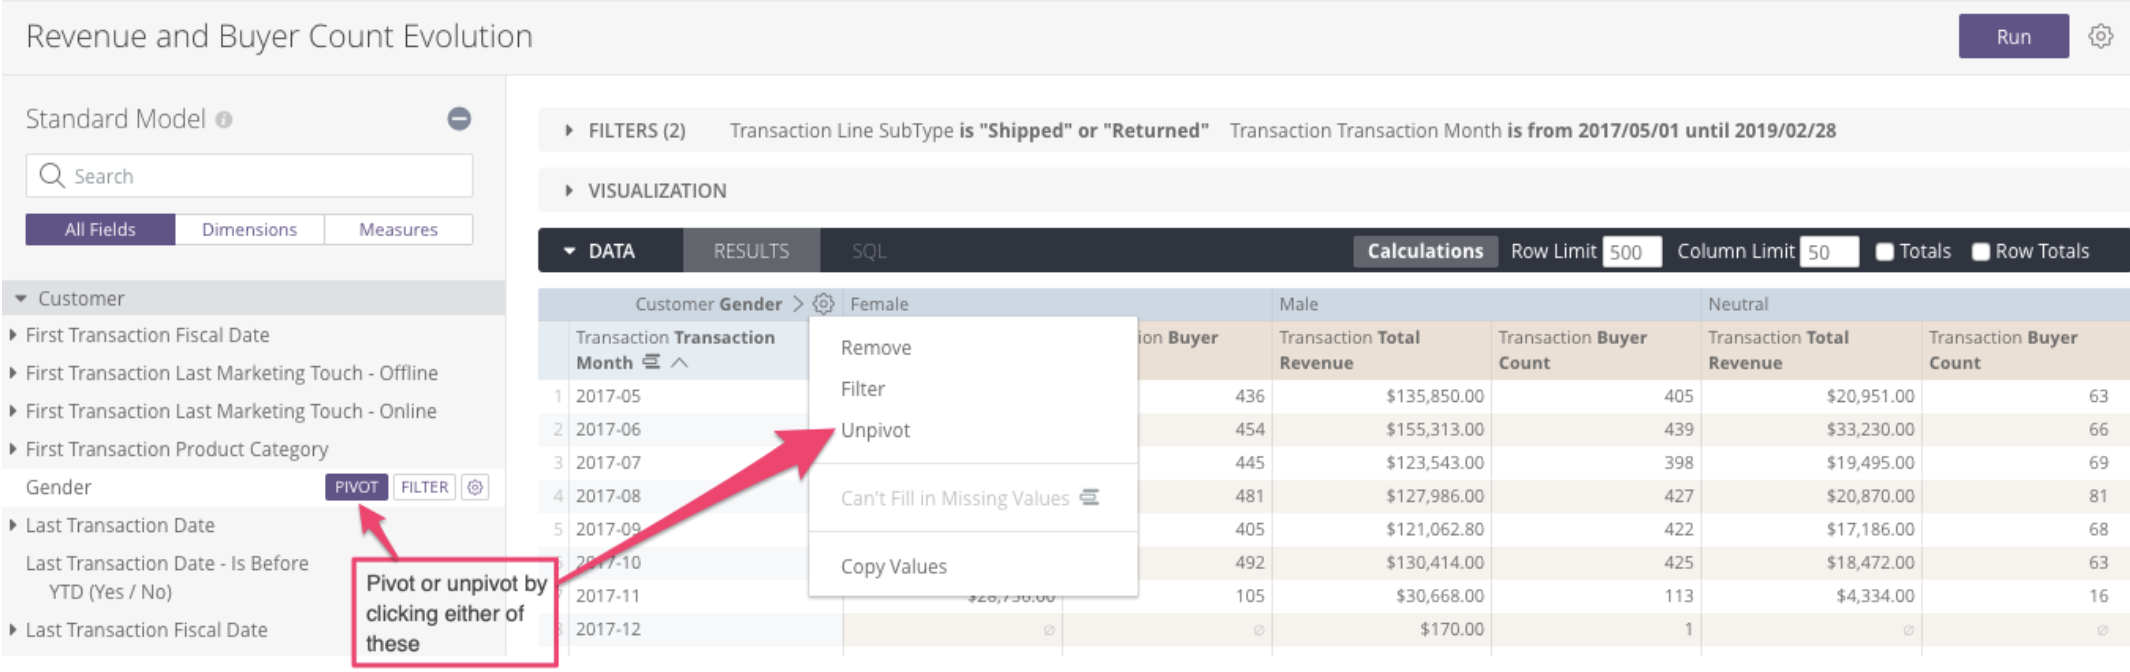 Revenue and Buyer Count Evolution
Run
Standard Model
Search
All Fields Dimensions Measures
Customer
First Transaction Fiscal Date
First Transaction Last Marketing Touch - Offline
First Transaction Last Marketing Touch - Online
First Transaction Product Category
Gender PIVOT FILTER
Last Transaction Date
Last Transaction Date - Is Before
YTD (Yes / No)
Last Transaction Fiscal Date
Pivot or unpivot by
clicking either of
these
FILTERS (2) Transaction Line SubType is "Shipped" or "Returned" Transaction Transaction Month is from 2017/05/01 until 2019/02/28
VISUALIZATION
DATA RESULTS SQL Calculations Row Limit 500 Column Limit 50 Totals Row Totals
Customer Gender Female Male Neutral
Transaction Transaction Month
ion Buyer
Transaction Total Revenue
Transaction Buyer Count
Transaction Total Revenue
Transaction Buyer Count
1 2017-05 436 $135,850.00 405 $20,951.00 63
2 2017-06 454 $155,313.00 439 $33,230.00 66
3 2017-07 445 $123,543.00 398 $19,495.00 69
4 2017-08 481 $127,986.00 427 $20,870.00 81
5 2017-09 405 $121,062.80 422 $17,186.00 68
2017-10 492 $130,414.00 425 $18,472.00 63
2017-11 105 $30,668.00 113 $4,334.00 16
2017-12 ∅ ∅ $170.00 1 ∅ ∅
Remove
Filter
Unpivot
Can't Fill in Missing Values
Copy Values